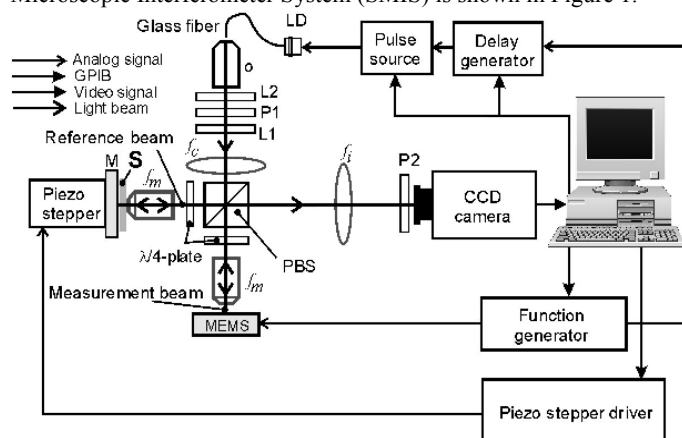 Microscopic Interferometer System (SMIS) is shown in Figure 1.
Glass fiber
LD
Pulse
source
Delay
generator
Analog signal
GPIB
Video signal
Light beam
o
L2
P1
L1
Reference beam
M
S
fm
fc
fi
P2
Piezo
stepper
CCD
camera
λ/4-plate
PBS
fm
Measurement beam
MEMS
Function
generator
Piezo stepper driver